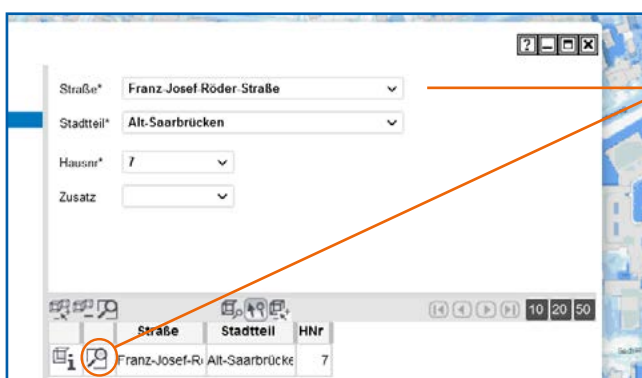 ?
Straße* Franz-Josef-Röder-Straße
Stadtteil* Alt-Saarbrücken
Hausnr* 7
Zusatz
10 20 50
Straße Stadtteil HNr
i Franz-Josef-R Alt-Saarbrücke 7